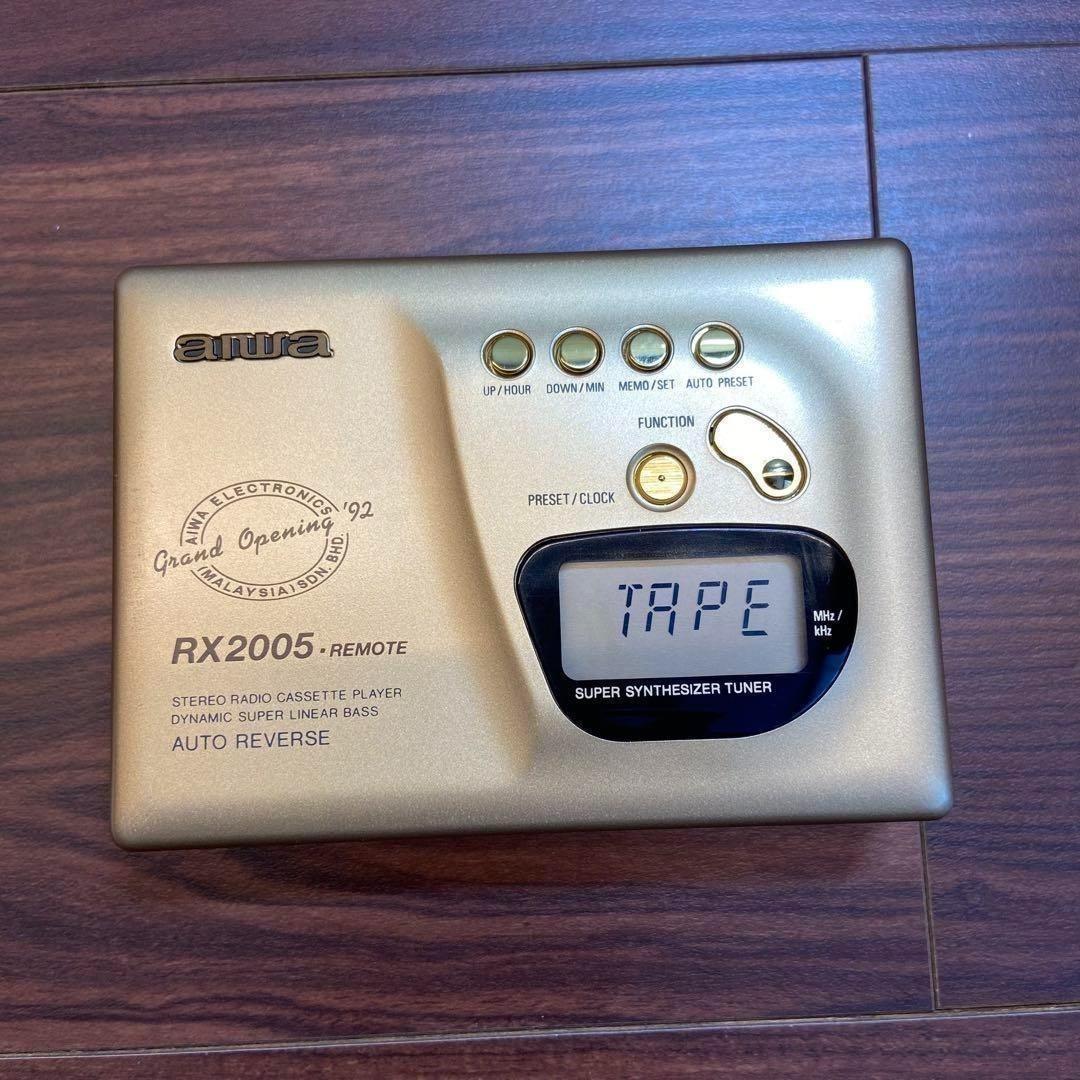 aiwa
UP/HOUR DOWN/MIN MEMO/SET AUTO PRESET
FUNCTION
PRESET/CLOCK
AIWA ELECTRONICS
Grand Opening '92
(MALAYSIA) SDN. BHD.
TAPE
MHz/
kHz
SUPER SYNTHESIZER TUNER
RX2005 • REMOTE
STEREO RADIO CASSETTE PLAYER
DYNAMIC SUPER LINEAR BASS
AUTO REVERSE